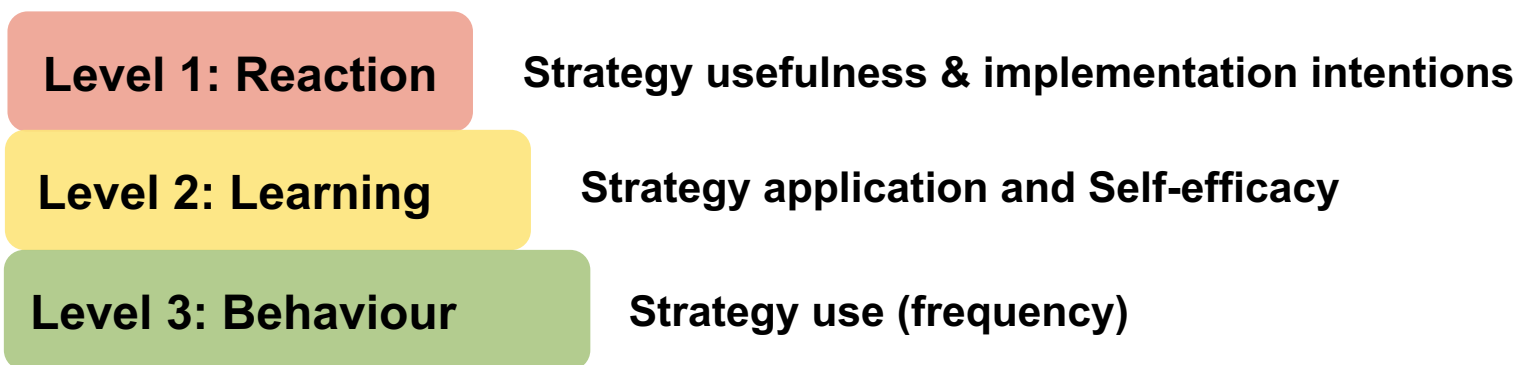 Level 1: Reaction
Strategy usefulness & implementation intentions
Level 2: Learning
Strategy application and Self-efficacy
Level 3: Behaviour
Strategy use (frequency)